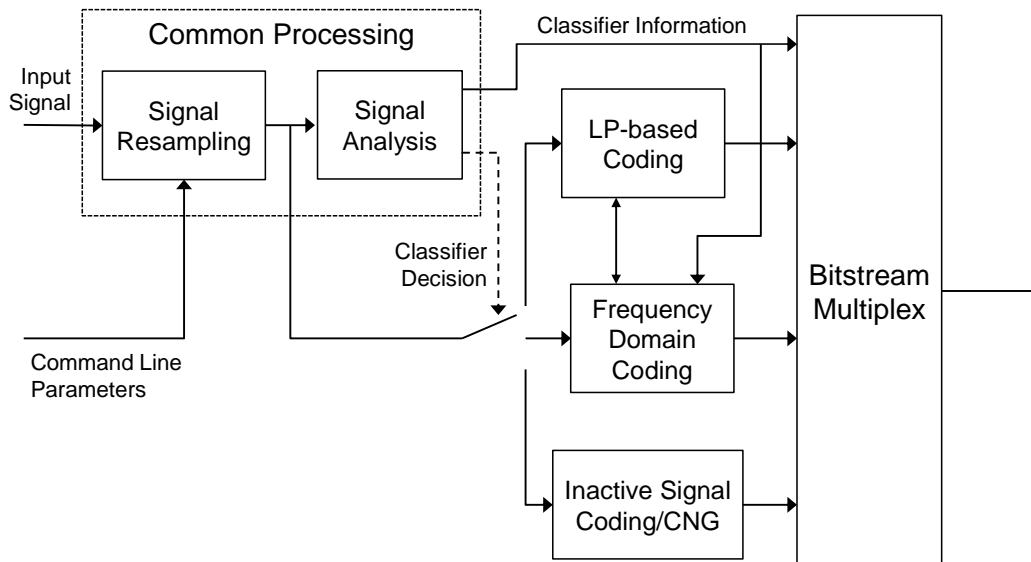 Common Processing
Classifier Information
Input
Signal
Signal
Resampling
Signal
Analysis
LP-based
Coding
Classifier
Decision
Frequency
Domain
Coding
Bitstream
Multiplex
Command Line
Parameters
Inactive Signal
Coding/CNG